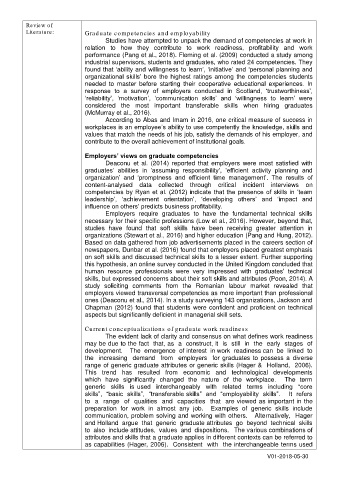 Review of
Literature:
Graduate competencies and employability
Studies have attempted to unpack the demand of competencies at work in
relation to how they contribute to work readiness, profitability and work
performance (Pang et al., 2018). Fleming et al. (2009) conducted a study among
industrial supervisors, students and graduates, who rated 24 competencies. They
found that 'ability and willingness to learn', 'initiative' and 'personal planning and
organizational skills' bore the highest ratings among the competencies students
needed to master before starting their cooperative educational experiences. In
response to a survey of employers conducted in Scotland, 'trustworthiness',
'reliability', 'motivation', 'communication skills' and 'willingness to learn' were
considered the most important transferable skills when hiring graduates
(McMurray et al., 2016).
According to Abas and Imam in 2016, one critical measure of success in
workplaces is an employee's ability to use competently the knowledge, skills and
values that match the needs of his job, satisfy the demands of his employer, and
contribute to the overall achievement of Institutional goals.
Employers' views on graduate competencies
Deaconu et al. (2014) reported that employers were most satisfied with
graduates' abilities in 'assuming responsibility', 'efficient activity planning and
organization' and 'promptness and efficient time management'. The results of
content-analysed data collected through critical incident interviews on
competencies by Ryan et al. (2012) indicate that the presence of skills in 'team
leadership', 'achievement orientation', 'developing others' and 'impact and
influence on others' predicts business profitability.
Employers require graduates to have the fundamental technical skills
necessary for their specific professions (Low et al., 2016). However, beyond that,
studies have found that soft skills have been receiving greater attention in
organizations (Stewart et al., 2016) and higher education (Pang and Hung, 2012).
Based on data gathered from job advertisements placed in the careers section of
newspapers, Dunbar et al. (2016) found that employers placed greatest emphasis
on soft skills and discussed technical skills to a lesser extent. Further supporting
this hypothesis, an online survey conducted in the United Kingdom concluded that
human resource professionals were very impressed with graduates' technical
skills, but expressed concerns about their soft skills and attributes (Poon, 2014). A
study soliciting comments from the Romanian labour market revealed that
employers viewed transversal competencies as more important than professional
ones (Deaconu et al., 2014). In a study surveying 143 organizations, Jackson and
Chapman (2012) found that students were confident and proficient on technical
aspects but significantly deficient in managerial skill sets.
Current conceptualizations of graduate work readiness
The evident lack of clarity and consensus on what defines work readiness
may be due to the fact that, as a construct, it is still in the early stages of
development. The emergence of interest in work readiness can be linked to
the increasing demand from employers for graduates to possess a diverse
range of generic graduate attributes or generic skills (Hager & Holland, 2006).
This trend has resulted from economic and technological developments
which have significantly changed the nature of the workplace. The term
generic skills is used interchangeably with related terms including "core
skills", "basic skills", "transferable skills" and "employability skills". It refers
to a range of qualities and capacities that are viewed as important in the
preparation for work in almost any job. Examples of generic skills include
communication, problem solving and working with others. Alternatively, Hager
and Holland argue that generic graduate attributes go beyond technical skills
to also include attitudes, values and dispositions. The various combinations of
attributes and skills that a graduate applies in different contexts can be referred to
as capabilities (Hager, 2006). Consistent with the interchangeable terms used
V01-2018-05-30